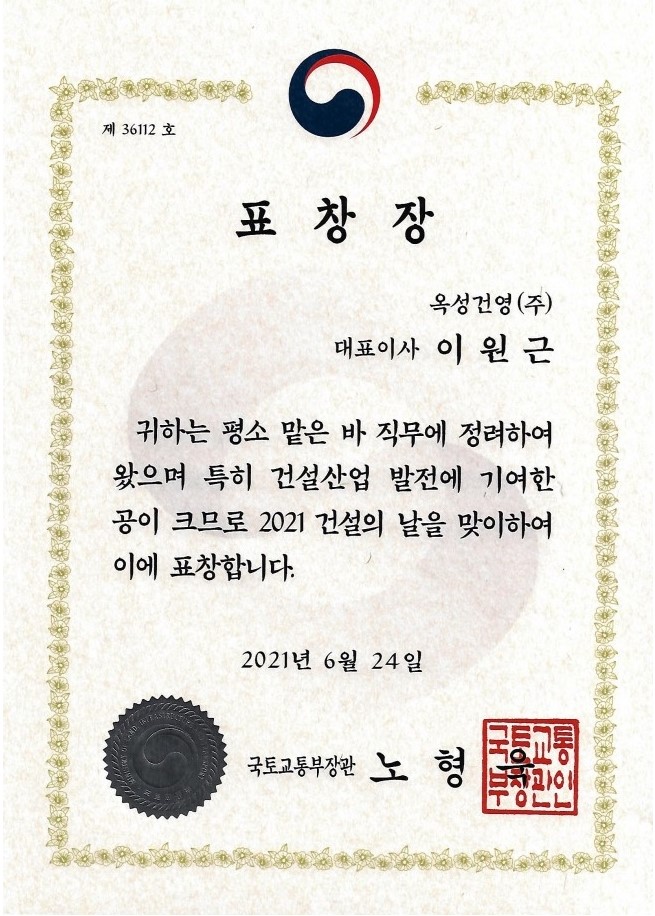 제 36112 호
표 창 장
옥성건영(주)
대표이사 이 원 근
귀하는 평소 맡은 바 직무에 정려하여
왔으며 특히 건설산업 발전에 기여한
공이 크므로 2021 건설의 날을 맞이하여
이에 표창합니다.
2021년 6월 24일
국토교통부장관 노 형 욱
국토교통
부장관인